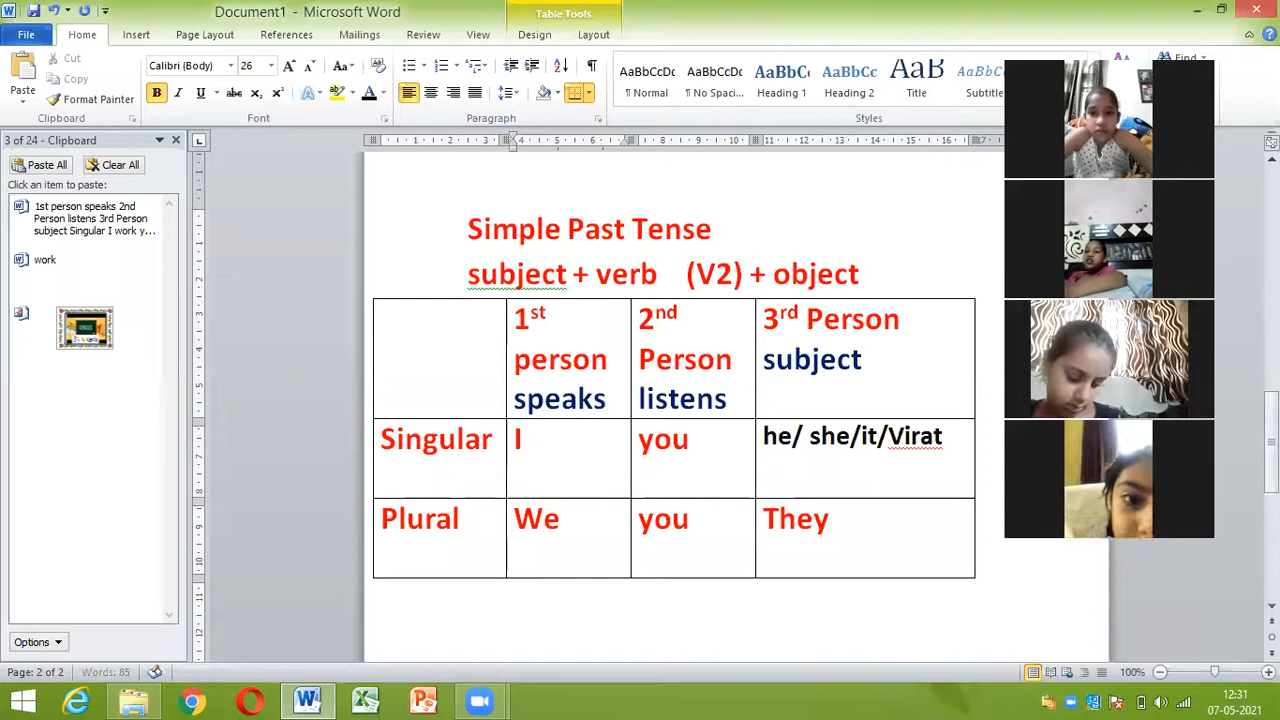 Document1 - Microsoft Word
Table Tools
File Home Insert Page Layout References Mailings Review View Design Layout
Cut
Copy
Format Painter
Paste
Clipboard
Calibri (Body) 26
Font
Paragraph
AaBbCcDc AaBbCcDc AaBbC AaBbCc AaB AaBbCc
¶ Normal ¶ No Spaci... Heading 1 Heading 2 Title Subtitle
Styles
Find
3 of 24 - Clipboard
Paste All Clear All
Click an item to paste:
1st person speaks 2nd
Person listens 3rd Person
subject Singular I work y...
work
Options
Simple Past Tense
subject + verb (V2) + object
1st person speaks
2nd Person listens
3rd Person subject
Singular I you he/ she/it/Virat
Plural We you They
Page: 2 of 2 Words: 85 100%
12:31
07-05-2021